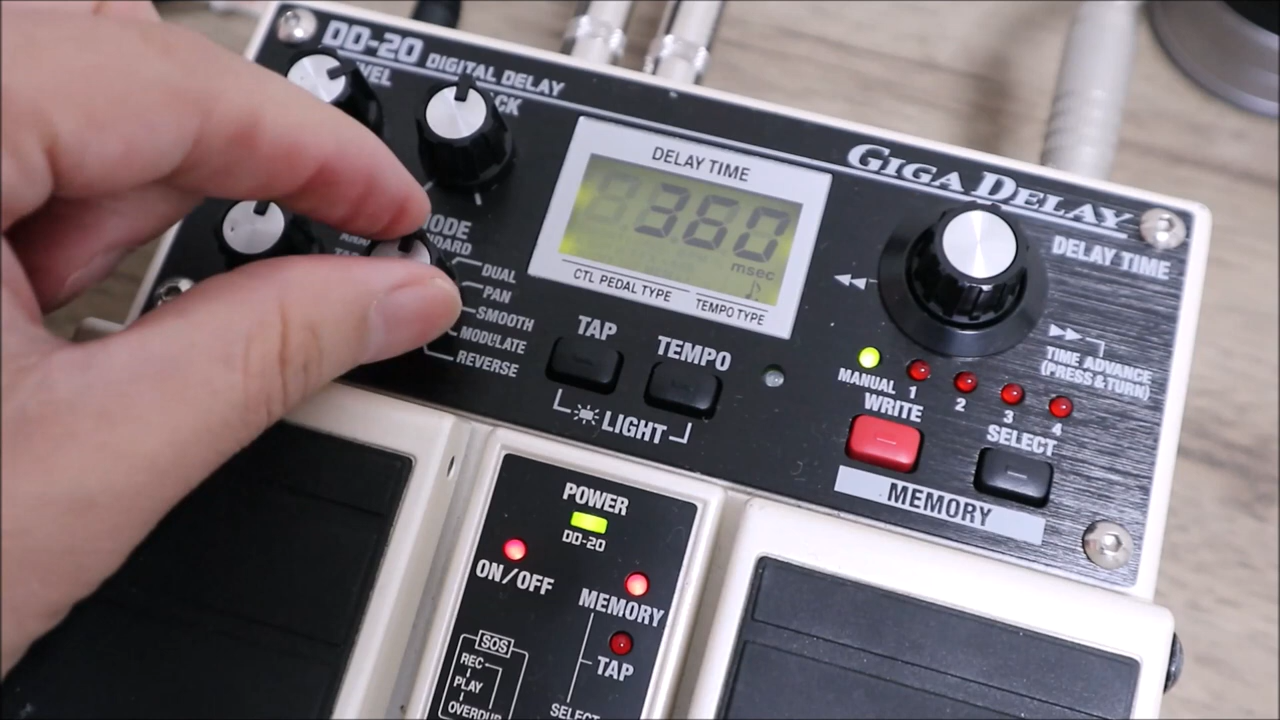 DD-20 DIGITAL DELAY
GIGA DELAY
DELAY TIME
380
msec
CTL PEDAL TYPE
TEMPO TYPE
DELAY TIME
TIME ADVANCE
(PRESS & TURN)
DUAL
PAN
SMOOTH
MODULATE
REVERSE
TAP
TEMPO
LIGHT
MANUAL 1 2 3 4
WRITE
SELECT
MEMORY
POWER
DD-20
ON/OFF
MEMORY
TAP
SELECT
SOS
REC
PLAY
OVERDUB